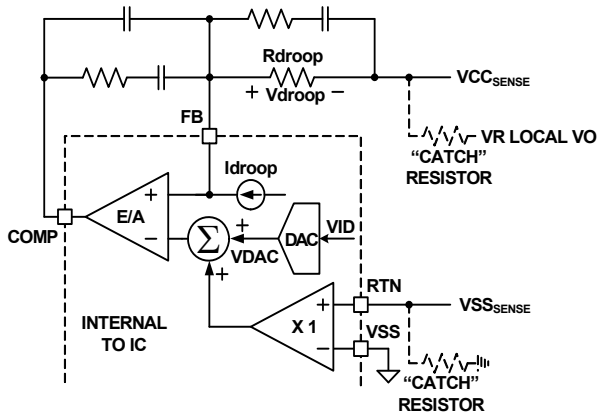 Rdroop
+ Vdroop −
VCCSENSE
FB
VR LOCAL VO
“CATCH”
RESISTOR
Idroop
+
E/A
−
COMP
Σ
+
+
VDAC
DAC
VID
RTN
VSSSENSE
+
X 1
−
VSS
INTERNAL
TO IC
“CATCH”
RESISTOR